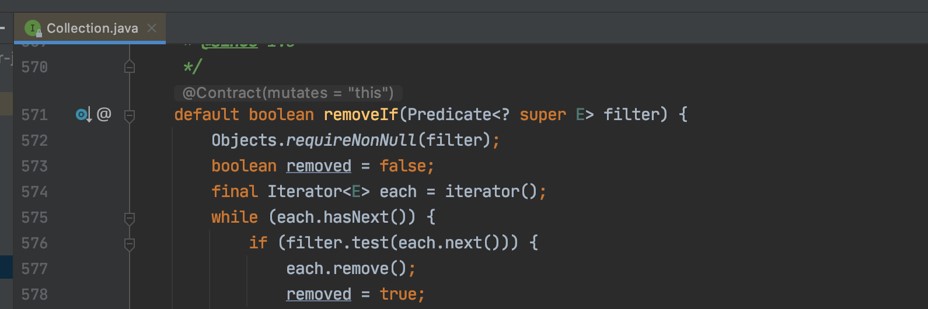 Collection.java
* @since 1.8
570 */
@Contract(mutates = "this")
571 @ default boolean removeIf(Predicate<? super E> filter) {
572 Objects.requireNonNull(filter);
573 boolean removed = false;
574 final Iterator<E> each = iterator();
575 while (each.hasNext()) {
576 if (filter.test(each.next())) {
577 each.remove();
578 removed = true;